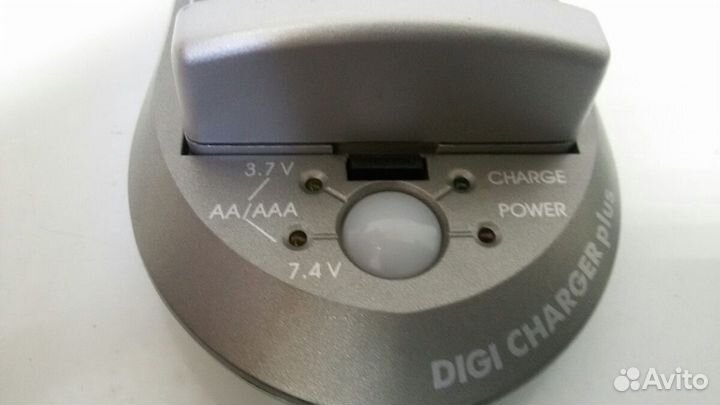 3.7 V
CHARGE
AA/AAA
POWER
7.4 V
DIGI CHARGER plus
Avito